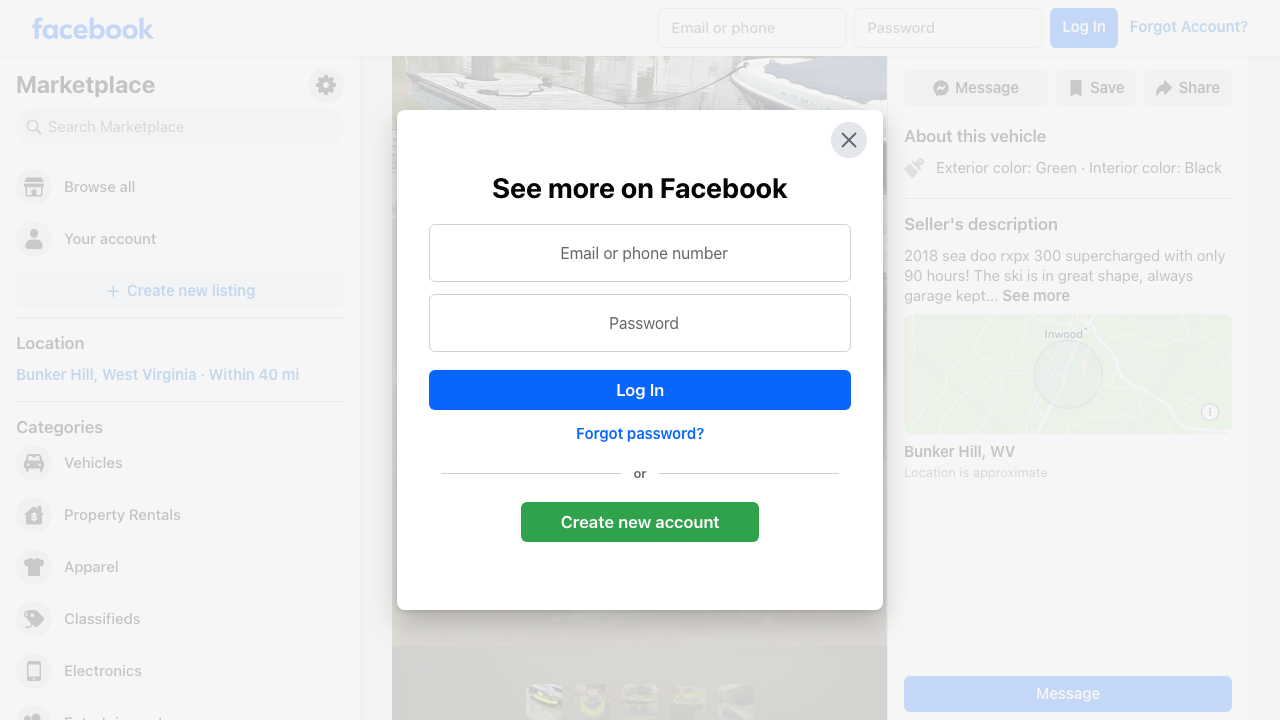 facebook
Email or phone
Password
Log In
Forgot Account?
Marketplace
Search Marketplace
Browse all
Your account
Create new listing
Location
Bunker Hill, West Virginia · Within 40 mi
Categories
Vehicles
Property Rentals
Apparel
Classifieds
Electronics
See more on Facebook
Email or phone number
Password
Log In
Forgot password?
or
Create new account
Message
Save
Share
About this vehicle
Exterior color: Green · Interior color: Black
Seller's description
2018 sea doo rxpx 300 supercharged with only
90 hours! The ski is in great shape, always
garage kept... See more
Inwood
Bunker Hill, WV
Location is approximate
Message